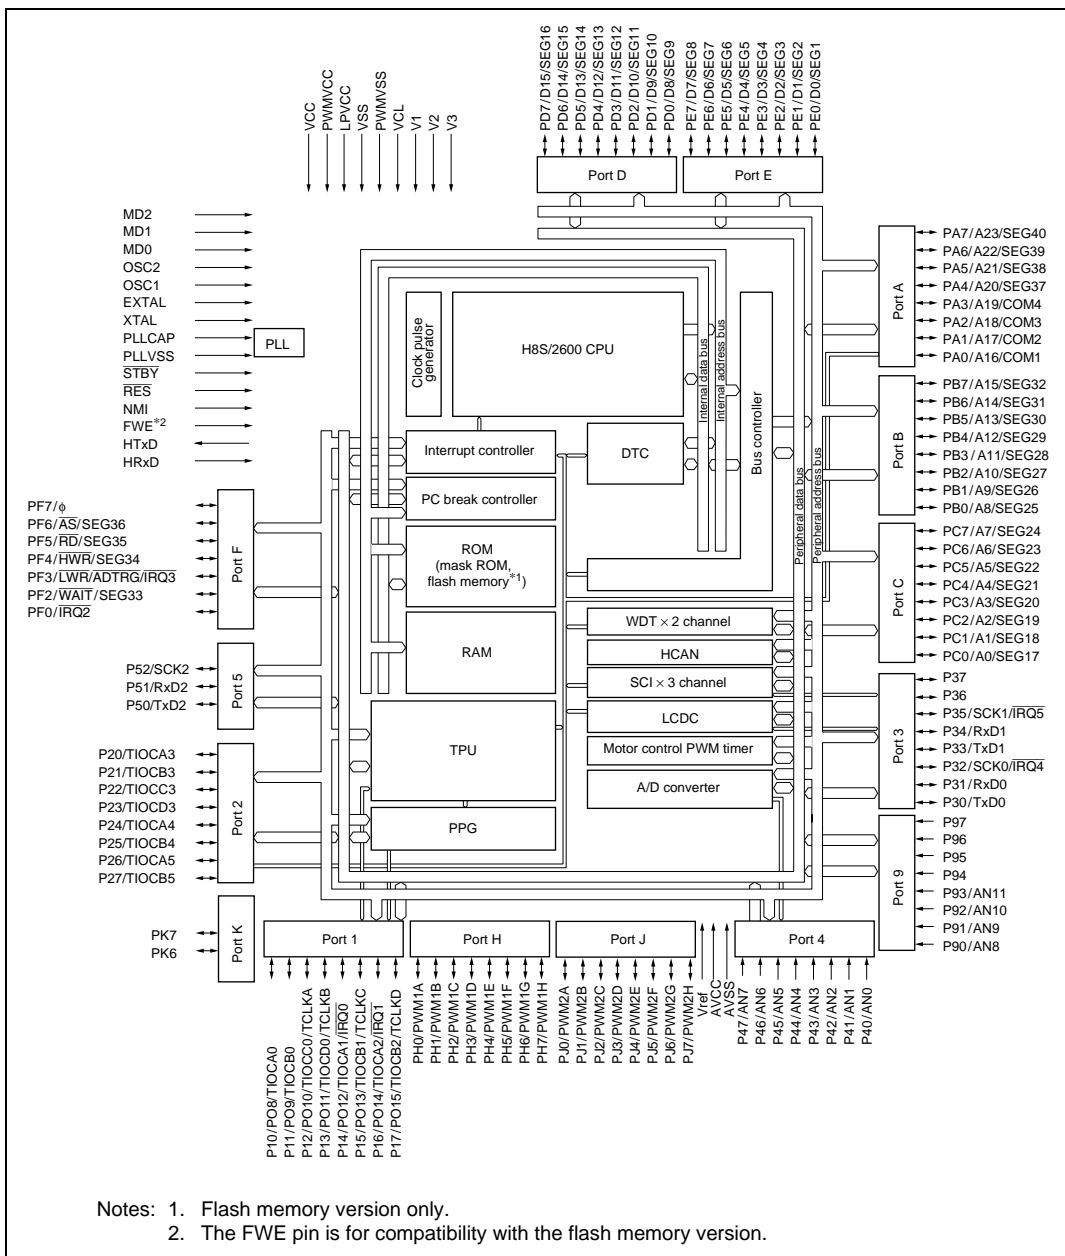 VCC
PWMVCC
LPVCC
VSS
PWMVSS
VCL
V1
V2
V3
PD7/D15/SEG16
PD6/D14/SEG15
PD5/D13/SEG14
PD4/D12/SEG13
PD3/D11/SEG12
PD2/D10/SEG11
PD1/D9/SEG10
PD0/D8/SEG9
PE7/D7/SEG8
PE6/D6/SEG7
PE5/D5/SEG6
PE4/D4/SEG5
PE3/D3/SEG4
PE2/D2/SEG3
PE1/D1/SEG2
PE0/D0/SEG1
Port D
Port E
MD2
MD1
MD0
OSC2
OSC1
EXTAL
XTAL
PLLCAP
PLLVSS
STBY
RES
NMI
FWE*2
HTxD
HRxD
PLL
Clock pulse
generator
H8S/2600 CPU
Internal data bus
Internal address bus
Bus controller
Interrupt controller
DTC
PC break controller
ROM
(mask ROM,
flash memory*1)
RAM
Peripheral data bus
Peripheral address bus
WDT × 2 channel
HCAN
SCI × 3 channel
LCDC
Motor control PWM timer
A/D converter
TPU
PPG
Port A
PA7/A23/SEG40
PA6/A22/SEG39
PA5/A21/SEG38
PA4/A20/SEG37
PA3/A19/COM4
PA2/A18/COM3
PA1/A17/COM2
PA0/A16/COM1
Port B
PB7/A15/SEG32
PB6/A14/SEG31
PB5/A13/SEG30
PB4/A12/SEG29
PB3/A11/SEG28
PB2/A10/SEG27
PB1/A9/SEG26
PB0/A8/SEG25
Port C
PC7/A7/SEG24
PC6/A6/SEG23
PC5/A5/SEG22
PC4/A4/SEG21
PC3/A3/SEG20
PC2/A2/SEG19
PC1/A1/SEG18
PC0/A0/SEG17
Port 3
P37
P36
P35/SCK1/IRQ5
P34/RxD1
P33/TxD1
P32/SCK0/IRQ4
P31/RxD0
P30/TxD0
Port 9
P97
P96
P95
P94
P93/AN11
P92/AN10
P91/AN9
P90/AN8
PF7/ϕ
PF6/AS/SEG36
PF5/RD/SEG35
PF4/HWR/SEG34
PF3/LWR/ADTRG/IRQ3
PF2/WAIT/SEG33
PF0/IRQ2
Port F
P52/SCK2
P51/RxD2
P50/TxD2
Port 5
P20/TIOCA3
P21/TIOCB3
P22/TIOCC3
P23/TIOCD3
P24/TIOCA4
P25/TIOCB4
P26/TIOCA5
P27/TIOCB5
Port 2
PK7
PK6
Port K
Port 1
Port H
Port J
Port 4
P10/PO8/TIOCA0
P11/PO9/TIOCB0
P12/PO10/TIOCC0/TCLKA
P13/PO11/TIOCD0/TCLKB
P14/PO12/TIOCA1/IRQ0
P15/PO13/TIOCB1/TCLKC
P16/PO14/TIOCA2/IRQ1
P17/PO15/TIOCB2/TCLKD
PH0/PWM1A
PH1/PWM1B
PH2/PWM1C
PH3/PWM1D
PH4/PWM1E
PH5/PWM1F
PH6/PWM1G
PH7/PWM1H
PJ0/PWM2A
PJ1/PWM2B
PJ2/PWM2C
PJ3/PWM2D
PJ4/PWM2E
PJ5/PWM2F
PJ6/PWM2G
PJ7/PWM2H
Vref
AVCC
AVSS
P47/AN7
P46/AN6
P45/AN5
P44/AN4
P43/AN3
P42/AN2
P41/AN1
P40/AN0
Notes: 1. Flash memory version only.
2. The FWE pin is for compatibility with the flash memory version.